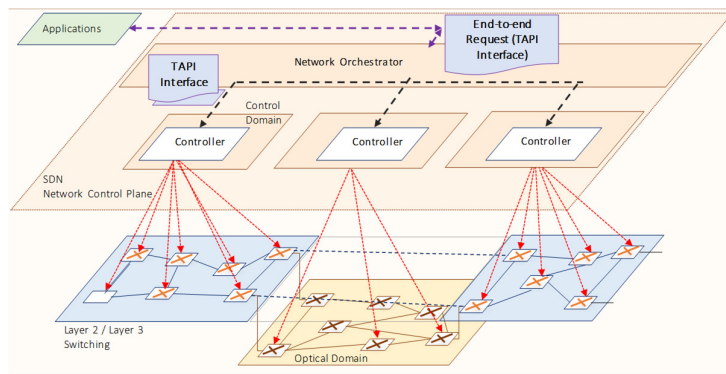 Applications
End-to-end
Request (TAPI
Interface)
TAPI
Interface
Network Orchestrator
Control
Domain
Controller
Controller
Controller
SDN
Network Control Plane
Layer 2 / Layer 3
Switching
Optical Domain